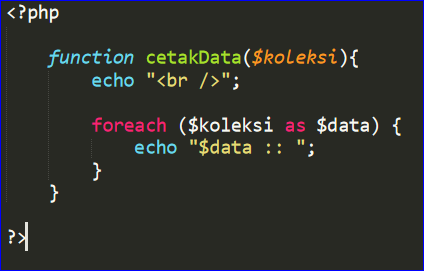 <?php
function cetakData($koleksi){
echo "<br />";
foreach ($koleksi as $data) {
echo "$data :: ";
}
}
?>